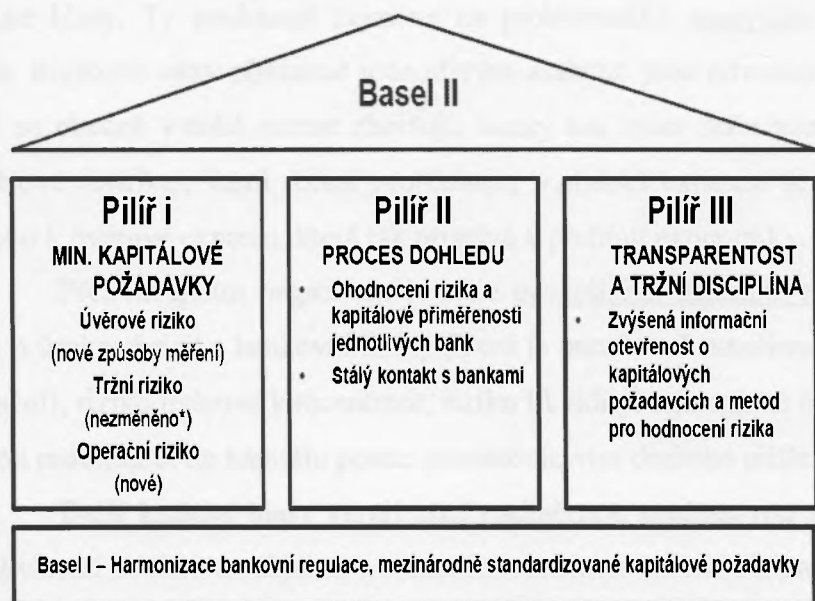 Basel II
Pilíř i
MIN. KAPITÁLOVÉ
POŽADAVKY
Úvěrové riziko
(nové způsoby měření)
Tržní riziko
(nezměněno*)
Operační riziko
(nové)
Pilíř II
PROCES DOHLEDU
• Ohodnocení rizika a
kapitálové přiměřenosti
jednotlivých bank
• Stálý kontakt s bankami
Pilíř III
TRANSPARENTOST
A TRŽNÍ DISCIPLÍNA
• Zvýšená informační
otevřenost o
kapitálových
požadavcích a metod
pro hodnocení rizika
Basel I – Harmonizace bankovní regulace, mezinárodně standardizované kapitálové požadavky